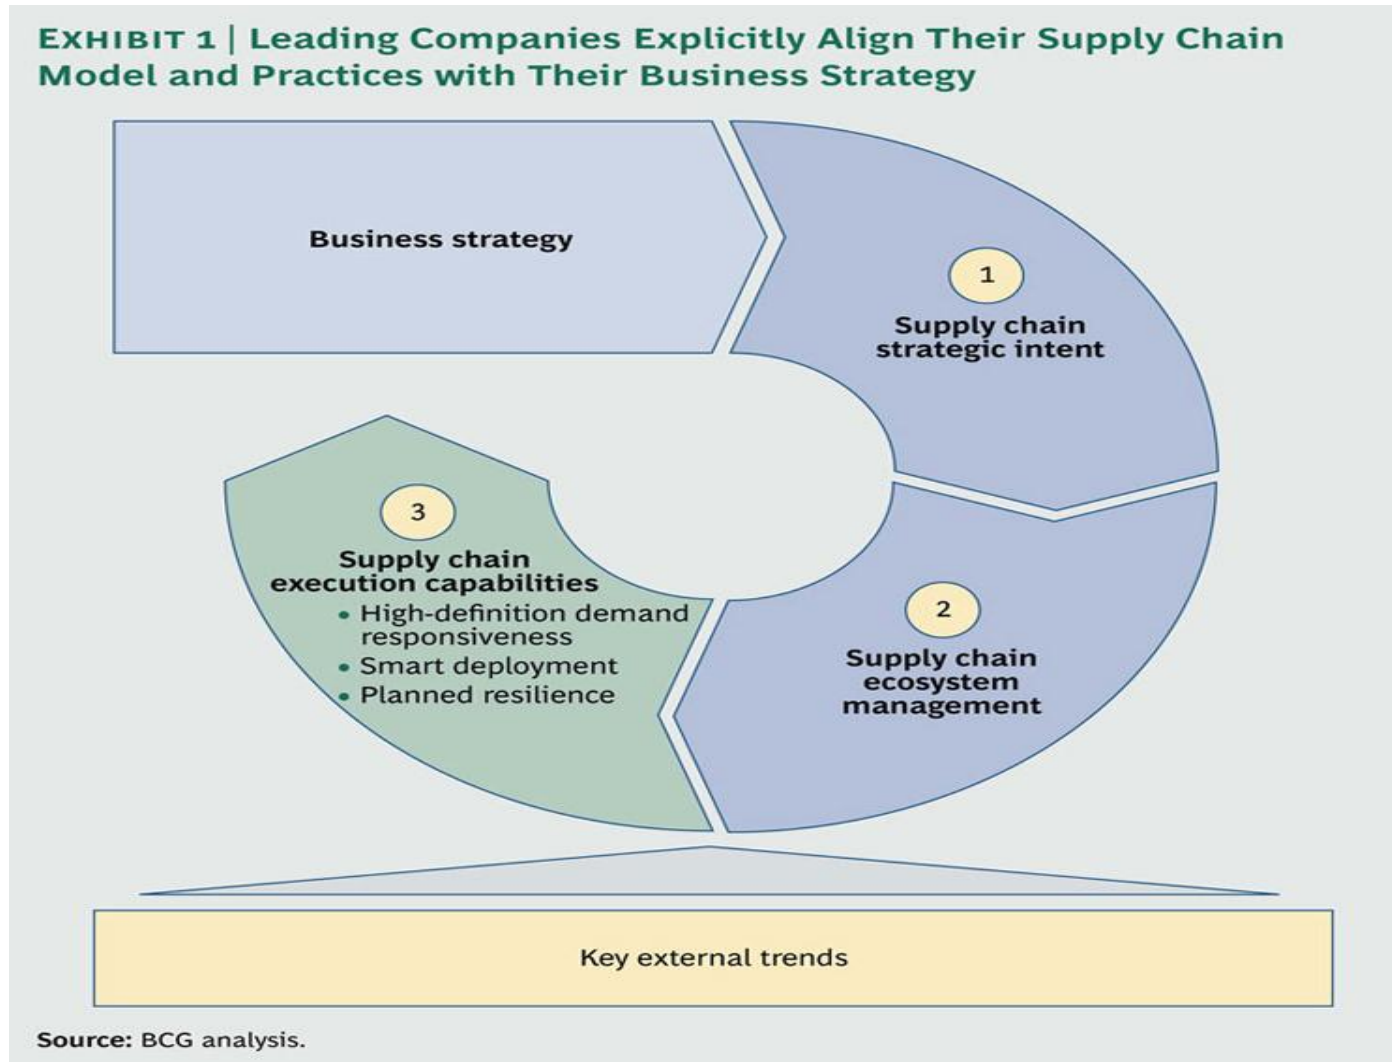 EXHIBIT 1 | Leading Companies Explicitly Align Their Supply Chain
Model and Practices with Their Business Strategy
Business strategy
1
Supply chain
strategic intent
2
Supply chain
ecosystem
management
3
Supply chain
execution capabilities
• High-definition demand
responsiveness
• Smart deployment
• Planned resilience
Key external trends
Source: BCG analysis.